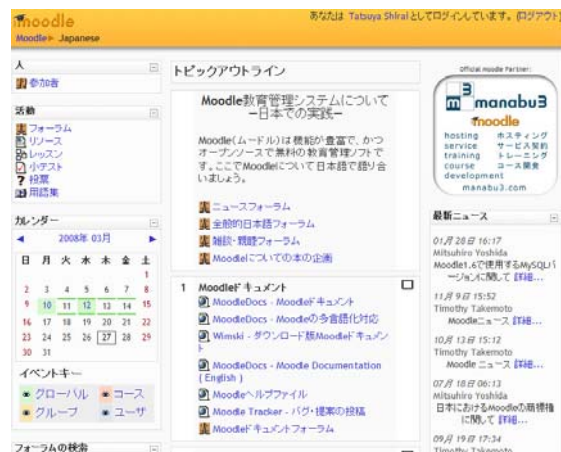 moodle
あなたは Tatsuya Shirai としてログインしています。(ログアウト)
Moodle ► Japanese
人
参加者
活動
フォーラム
リソース
レッスン
小テスト
投票
用語集
カレンダー
2008年 03月
日 月 火 水 木 金 土
1
2 3 4 5 6 7 8
9 10 11 12 13 14 15
16 17 18 19 20 21 22
23 24 25 26 27 28 29
30 31
イベントキー
グローバル コース
グループ ユーザ
フォーラムの検索
トピックアウトライン
Moodle教育管理システムについて
ー日本での実践ー
Moodle(ムードル)は機能が豊富で、かつ
オープンソースで無料の教育管理ソフトで
す。ここでMoodleについて日本語で語り合
いましょう。
ニュースフォーラム
全般的日本語フォーラム
雑談・親睦フォーラム
Moodleについての本の企画
1 Moodleドキュメント
MoodleDocs - Moodleドキュメント
MoodleDocs - Moodleの多言語化対応
Wimski - ダウンロード版Moodleドキュメン
ト
MoodleDocs - Moodle Documentation
(English)
Moodleヘルプファイル
Moodle Tracker - バグ・提案の投稿
Moodleドキュメントフォーラム
Official Moodle Partner:
m3 manabu3
moodle
hosting ホスティング
service サービス契約
training トレーニング
course コース開発
development
manabu3.com
最新ニュース
01月 28日 16:17
Mitsuhiro Yoshida
Moodle1.6で使用するMySQLバ
ージョンに関して 詳細...
11月 9日 15:52
Timothy Takemoto
Moodleニュース 詳細...
10月 13日 15:12
Timothy Takemoto
Moodle ニュース 詳細...
07月 18日 06:13
Mitsuhiro Yoshida
日本におけるMoodleの商標権
に関して 詳細...
09月 19日 17:34
Timothy Takemoto